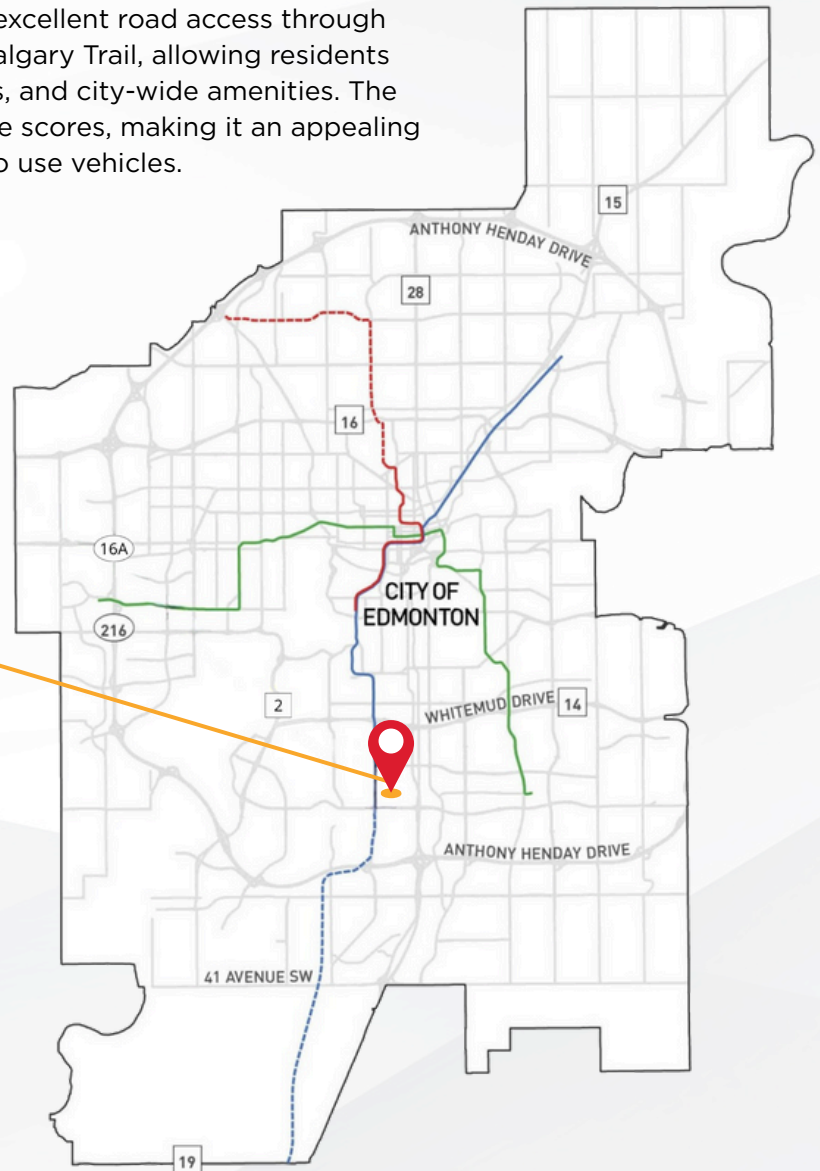 excellent road access through
algary Trail, allowing residents
s, and city-wide amenities. The
e scores, making it an appealing
o use vehicles.
15
ANTHONY HENDAY DRIVE
28
16
16A
CITY OF
EDMONTON
216
2
WHITEMUD DRIVE
14
ANTHONY HENDAY DRIVE
41 AVENUE SW
19